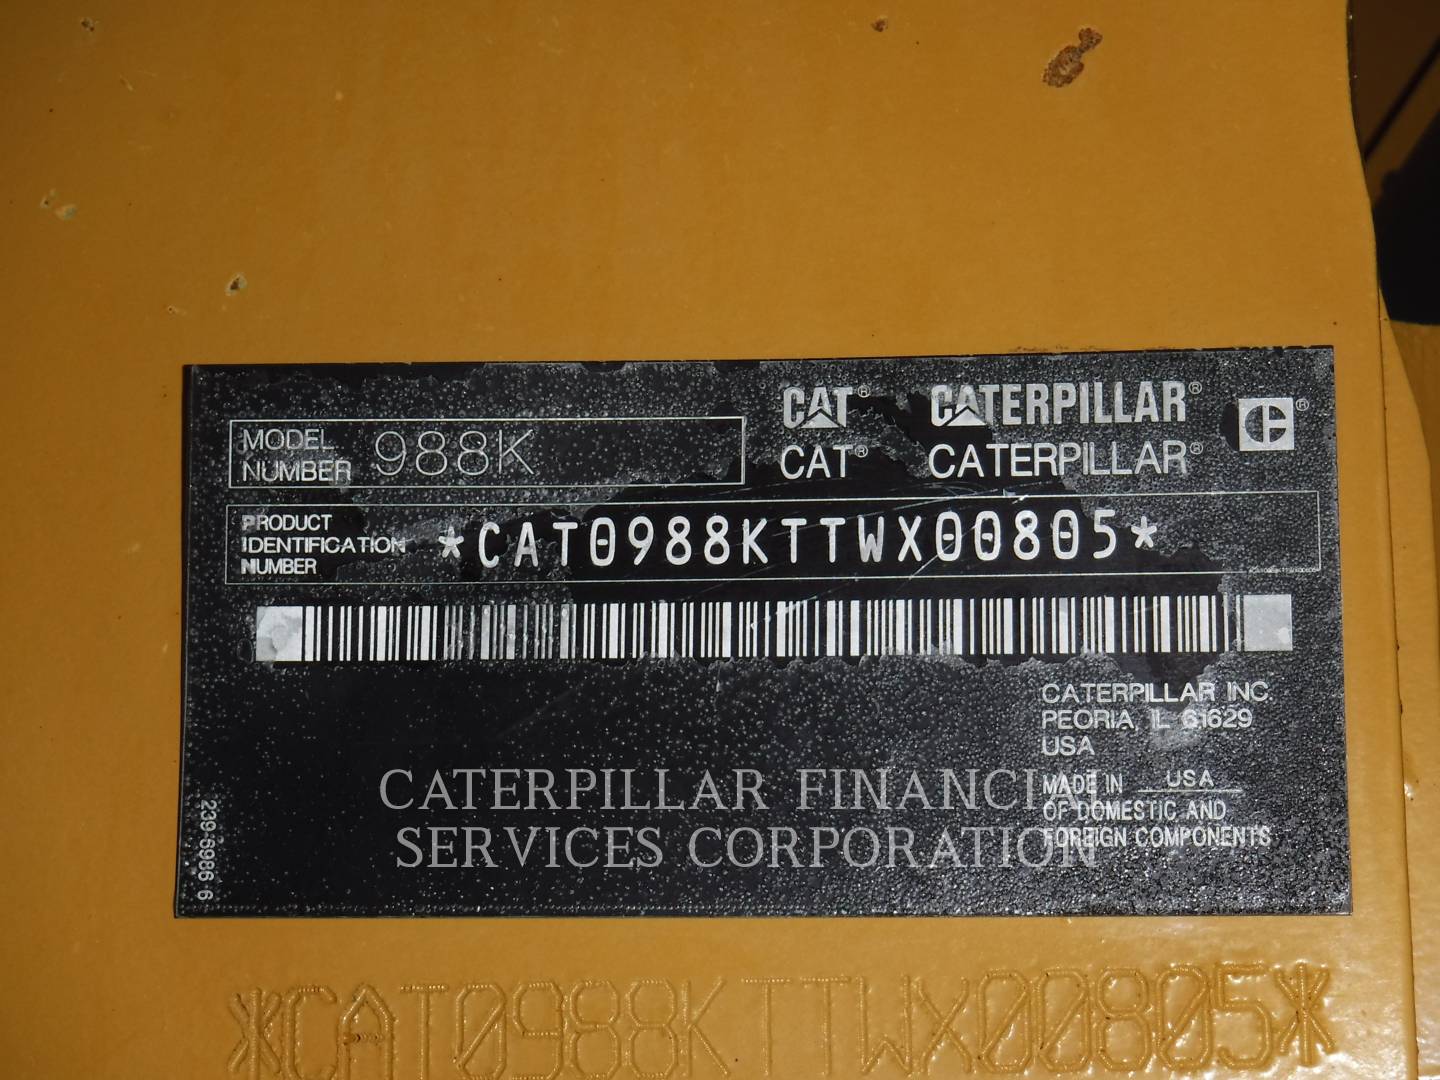 MODEL NUMBER 988K
CAT® CATERPILLAR® C®
CAT® CATERPILLAR®
PRODUCT IDENTIFICATION NUMBER *CAT0988KTTWX00805*
CATERPILLAR INC.
PEORIA, IL 61629
USA
MADE IN USA
OF DOMESTIC AND
FOREIGN COMPONENTS
239-5986 6
CATERPILLAR FINANCIAL
SERVICES CORPORATION
*CAT0988KTTWX00805*